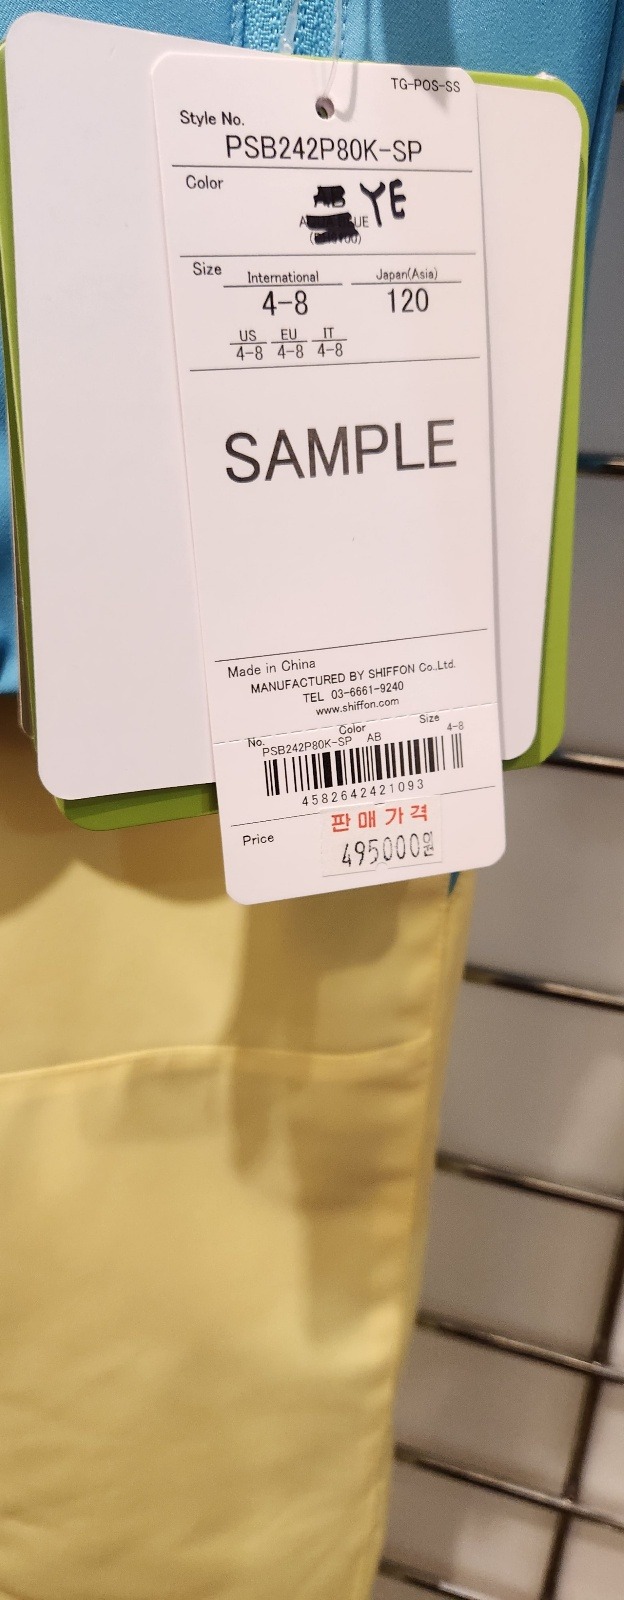 TG-POS-SS
Style No.
PSB242P80K-SP
Color
YE
Size
International
Japan(Asia)
4-8
120
US EU IT
4-8 4-8 4-8
SAMPLE
Made in China
MANUFACTURED BY SHIFFON Co.,Ltd.
TEL 03-6661-9240
www.shiffon.com
No. Color Size
PSB242P80K-SP AB 4-8
4582642421093
판매가격
Price
495000원